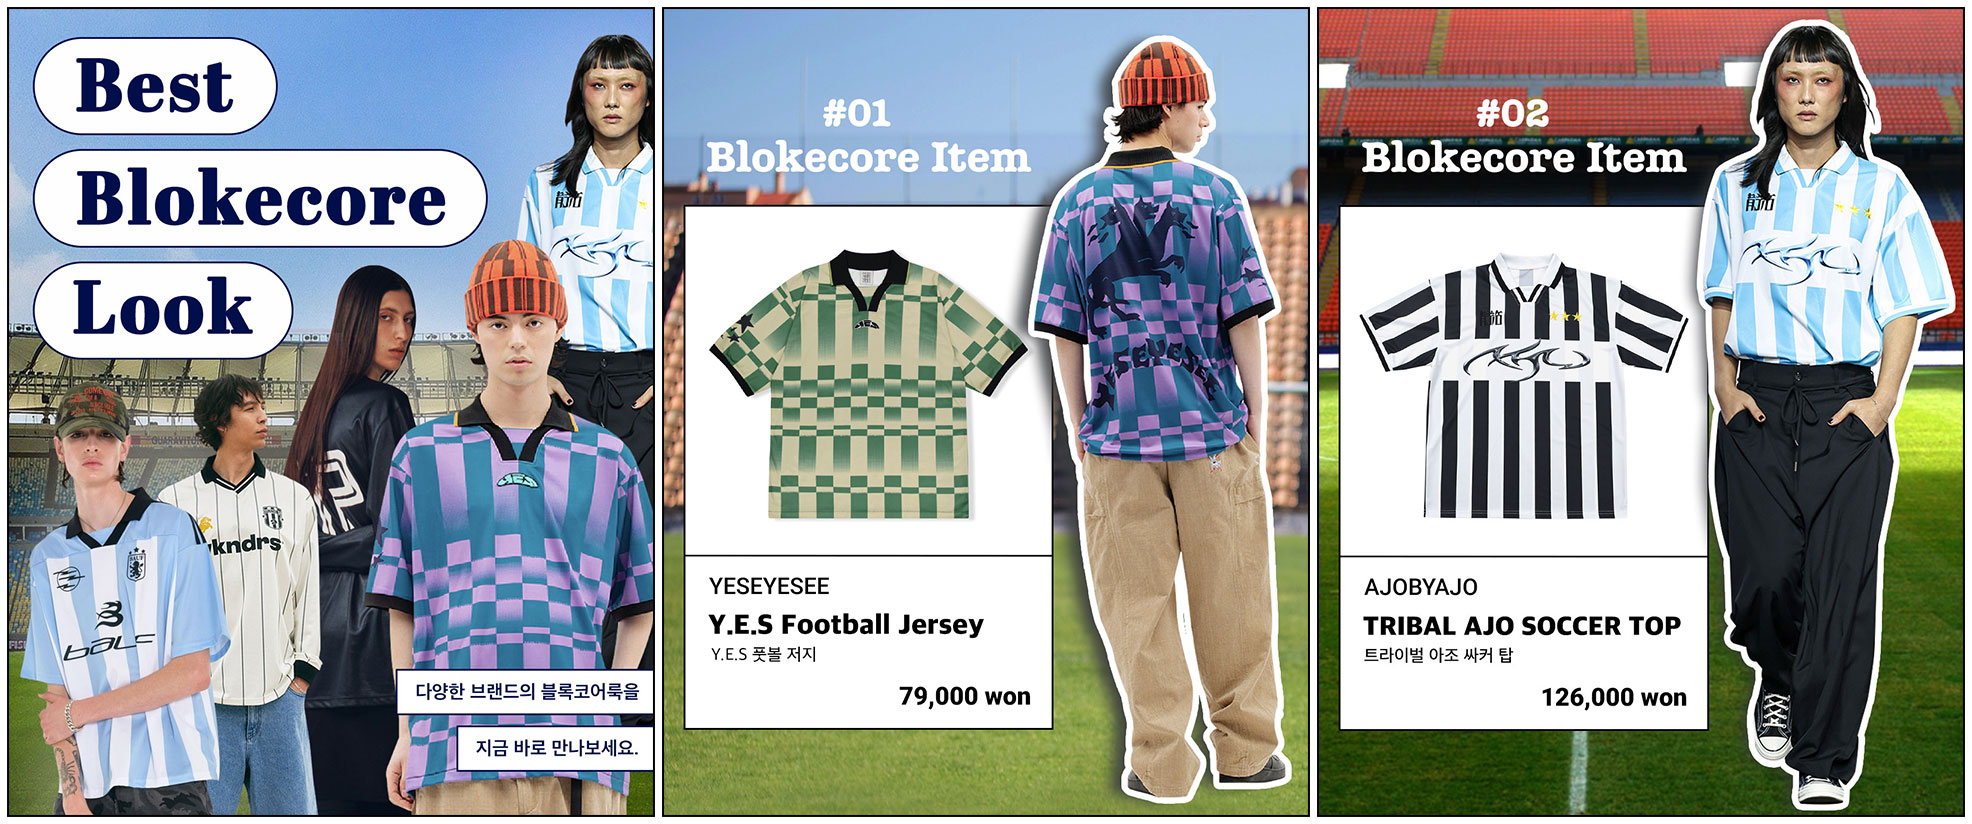 Best
Blokecore
Look
balc
kndrs
다양한 브랜드의 블록코어룩을
지금 바로 만나보세요.
#01
Blokecore Item
YESEYESEE
Y.E.S Football Jersey
Y.E.S 풋볼 저지
79,000 won
#02
Blokecore Item
AJOBYAJO
TRIBAL AJO SOCCER TOP
트라이벌 아조 싸커 탑
126,000 won